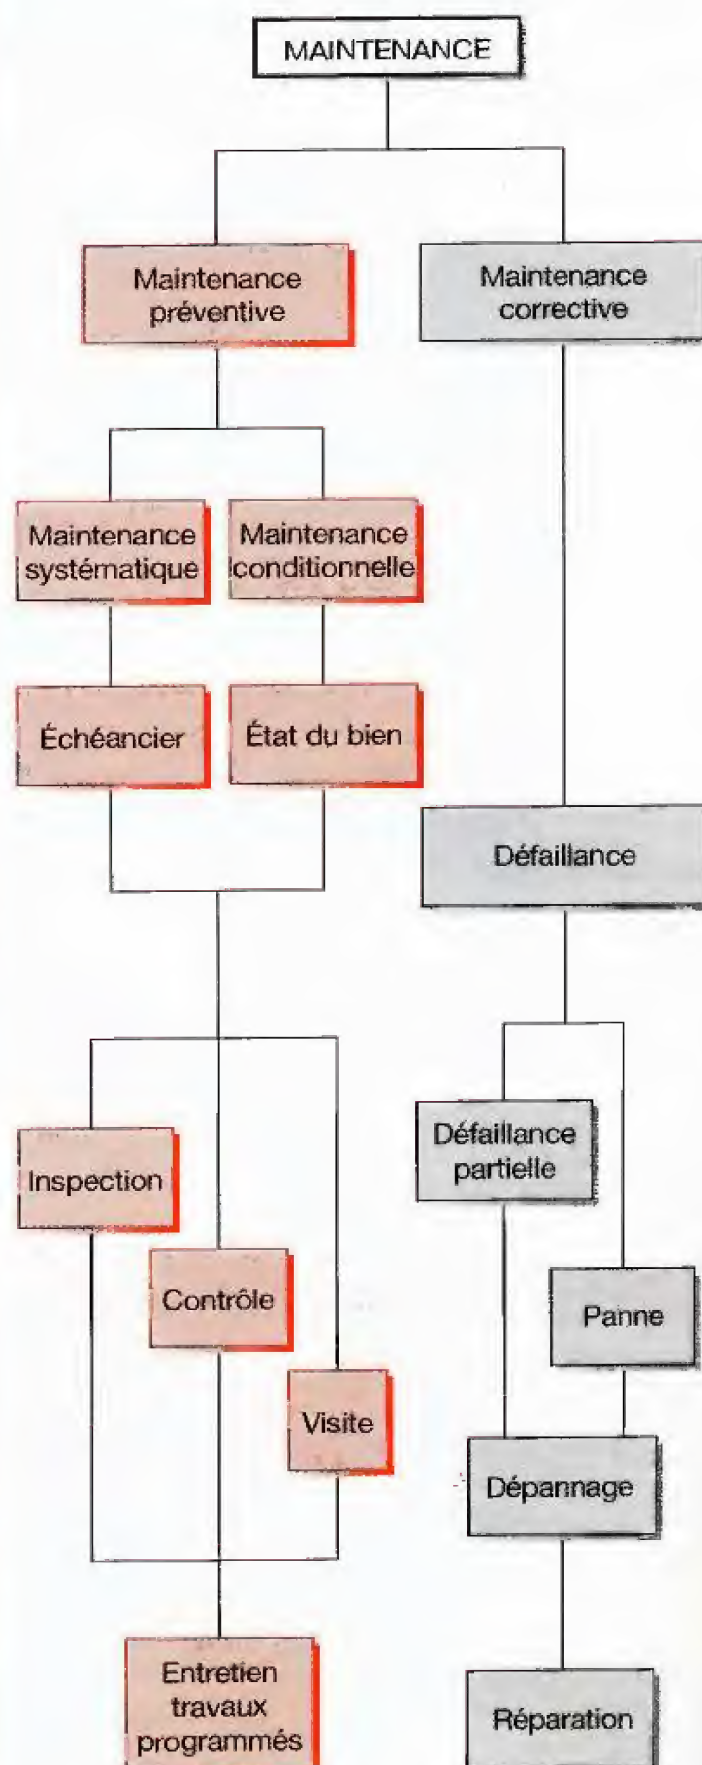 MAINTENANCE
Maintenance
préventive
Maintenance
corrective
Maintenance
systématique
Maintenance
conditionnelle
Échéancier
État du bien
Défaillance
Défaillance
partielle
Inspection
Contrôle
Panne
Visite
Dépannage
Entretien
travaux
programmés
Réparation